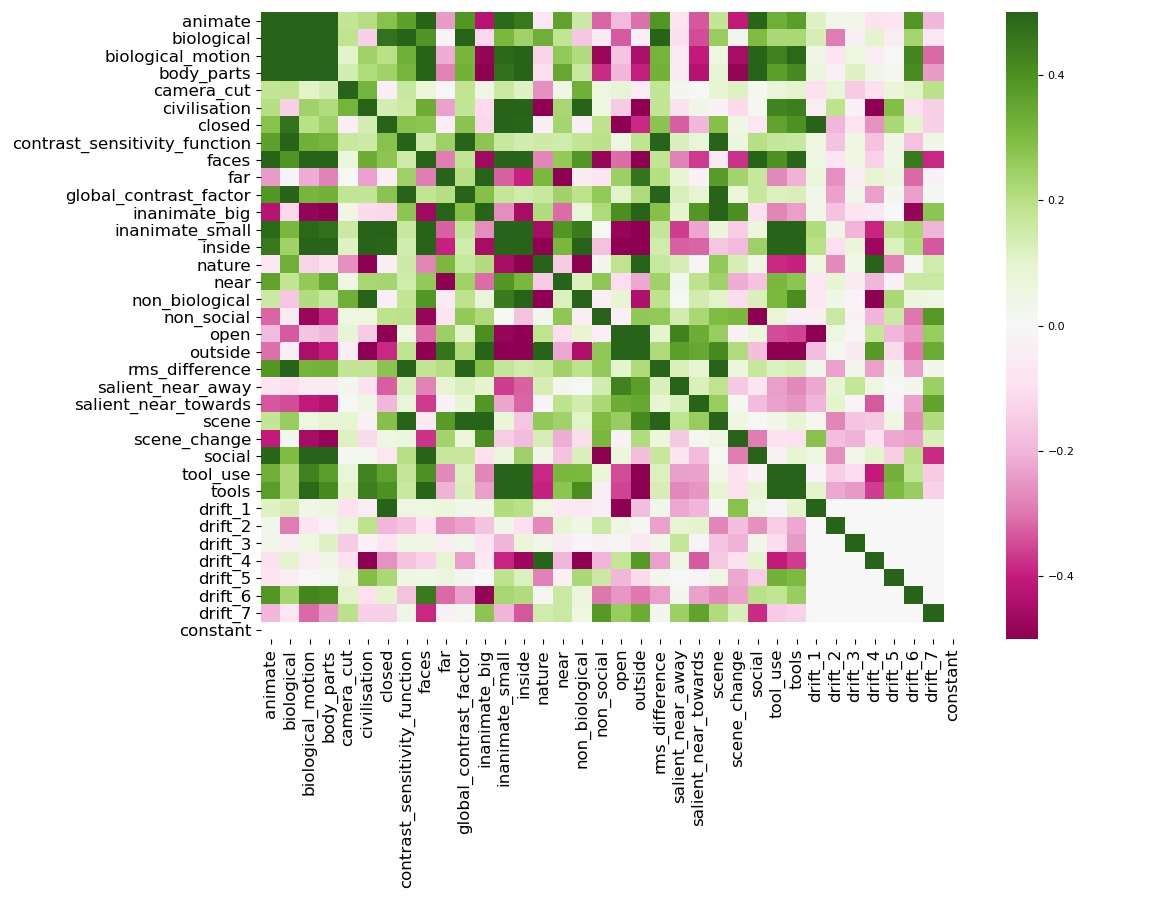 animate
biological
biological_motion
body_parts
camera_cut
civilisation
closed
contrast_sensitivity_function
faces
far
global_contrast_factor
inanimate_big
inanimate_small
inside
nature
near
non_biological
non_social
open
outside
rms_difference
salient_near_away
salient_near_towards
scene
scene_change
social
tool_use
tools
drift_1
drift_2
drift_3
drift_4
drift_5
drift_6
drift_7
constant
animate
biological
biological_motion
body_parts
camera_cut
civilisation
closed
contrast_sensitivity_function
faces
far
global_contrast_factor
inanimate_big
inanimate_small
inside
nature
near
non_biological
non_social
open
outside
rms_difference
salient_near_away
salient_near_towards
scene
scene_change
social
tool_use
tools
drift_1
drift_2
drift_3
drift_4
drift_5
drift_6
drift_7
constant
0.4
0.2
0.0
−0.2
−0.4